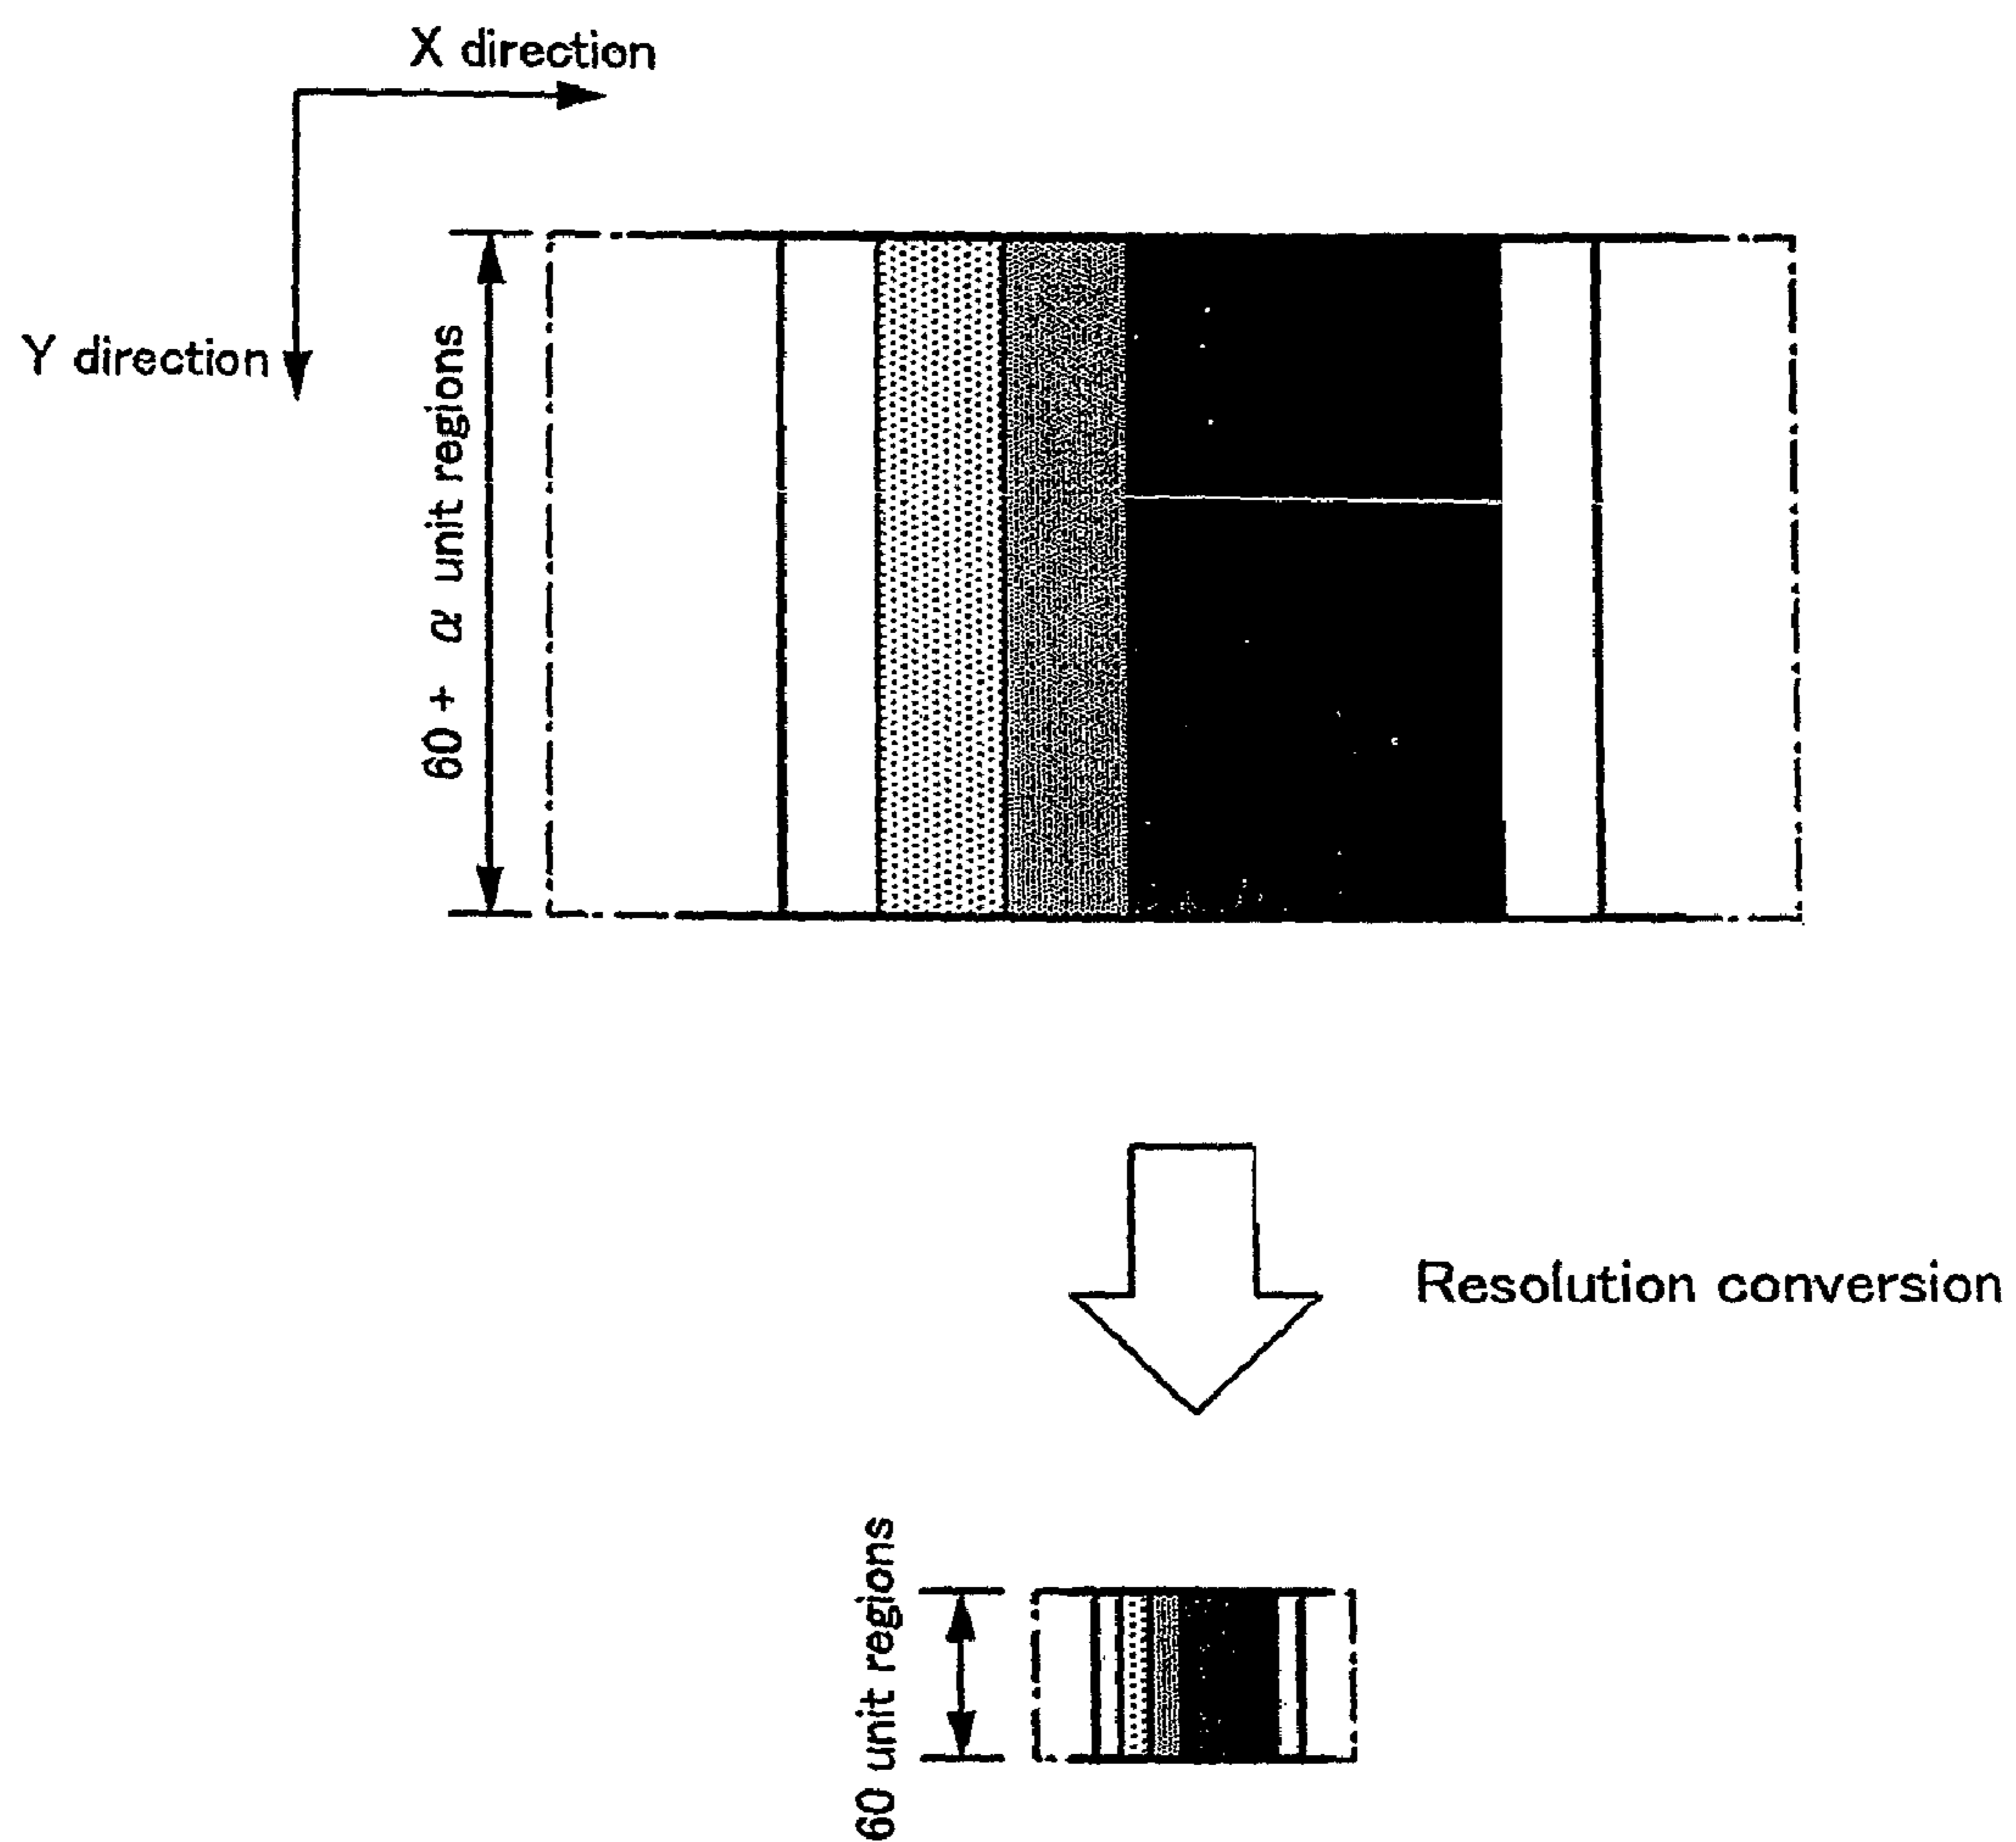 X direction
Y direction
60+ α unit regions
Resolution conversion
60 unit regions